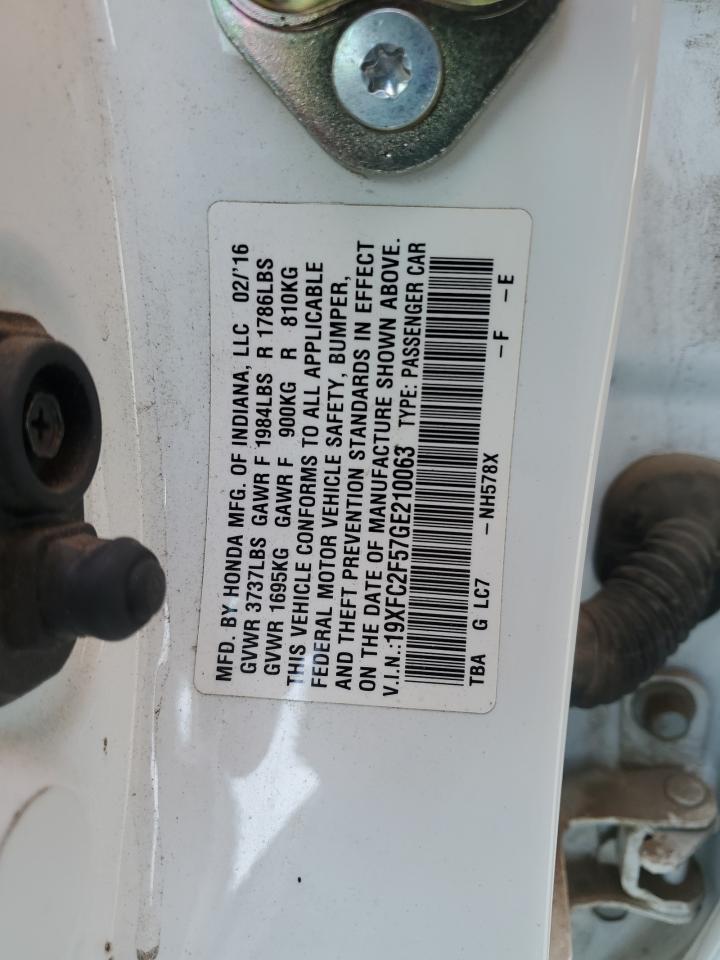 MFD. BY HONDA MFG. OF INDIANA, LLC 02/'16
GVWR 3737LBS GAWR F 1984LBS R 1786LBS
GVWR 1695KG GAWR F 900KG R 810KG
THIS VEHICLE CONFORMS TO ALL APPLICABLE
FEDERAL MOTOR VEHICLE SAFETY, BUMPER,
AND THEFT PREVENTION STANDARDS IN EFFECT
ON THE DATE OF MANUFACTURE SHOWN ABOVE.
V.I.N.:19XFC2F57GE210063 TYPE: PASSENGER CAR
TBA G LC7 – NH578X – F – E